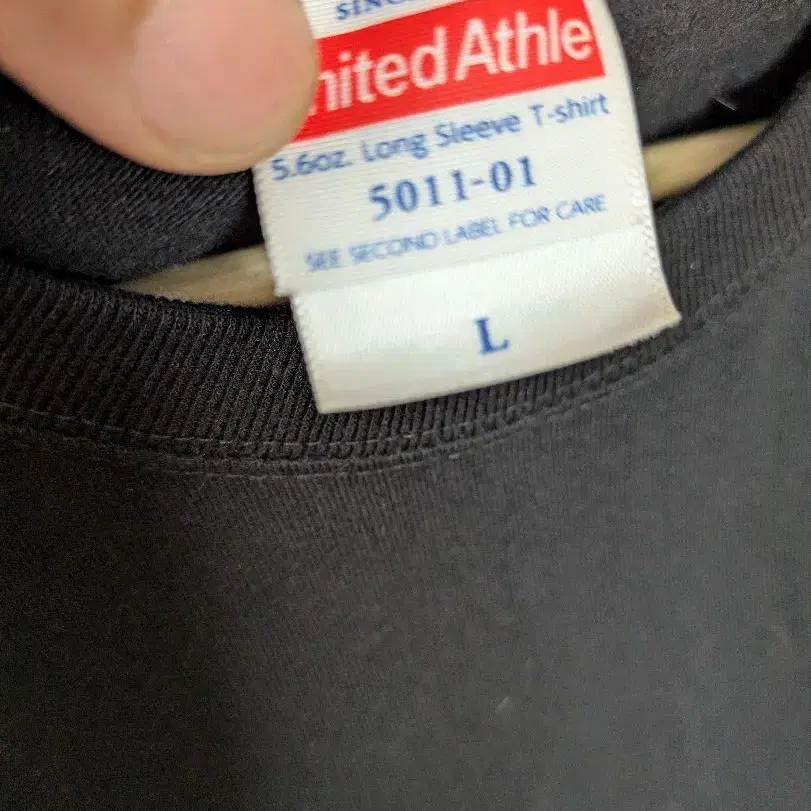 nited Athle
5.6oz. Long Sleeve T-shirt
5011-01
SEE SECOND LABEL FOR CARE
L